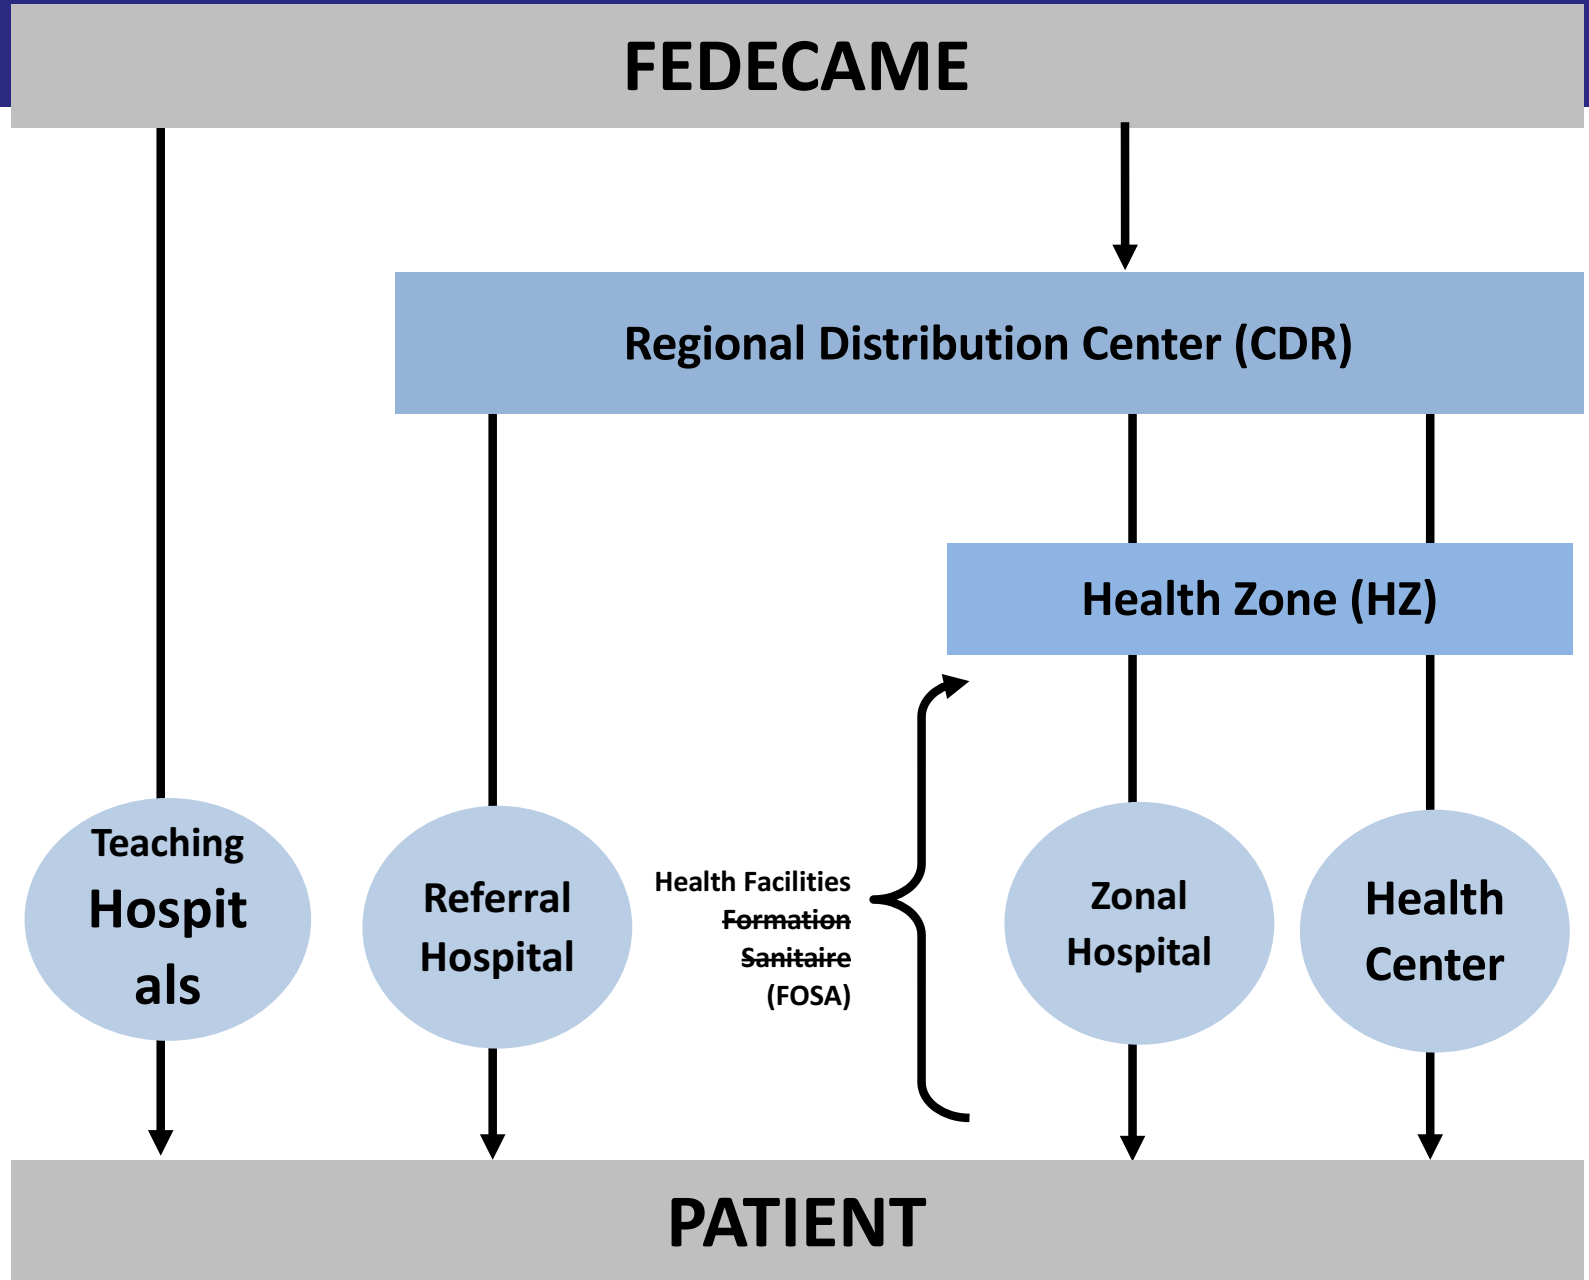 FEDECAME
Regional Distribution Center (CDR)
Health Zone (HZ)
Teaching
Hospit
als
Referral
Hospital
Health Facilities
Formation
Sanitaire
(FOSA)
Zonal
Hospital
Health
Center
PATIENT